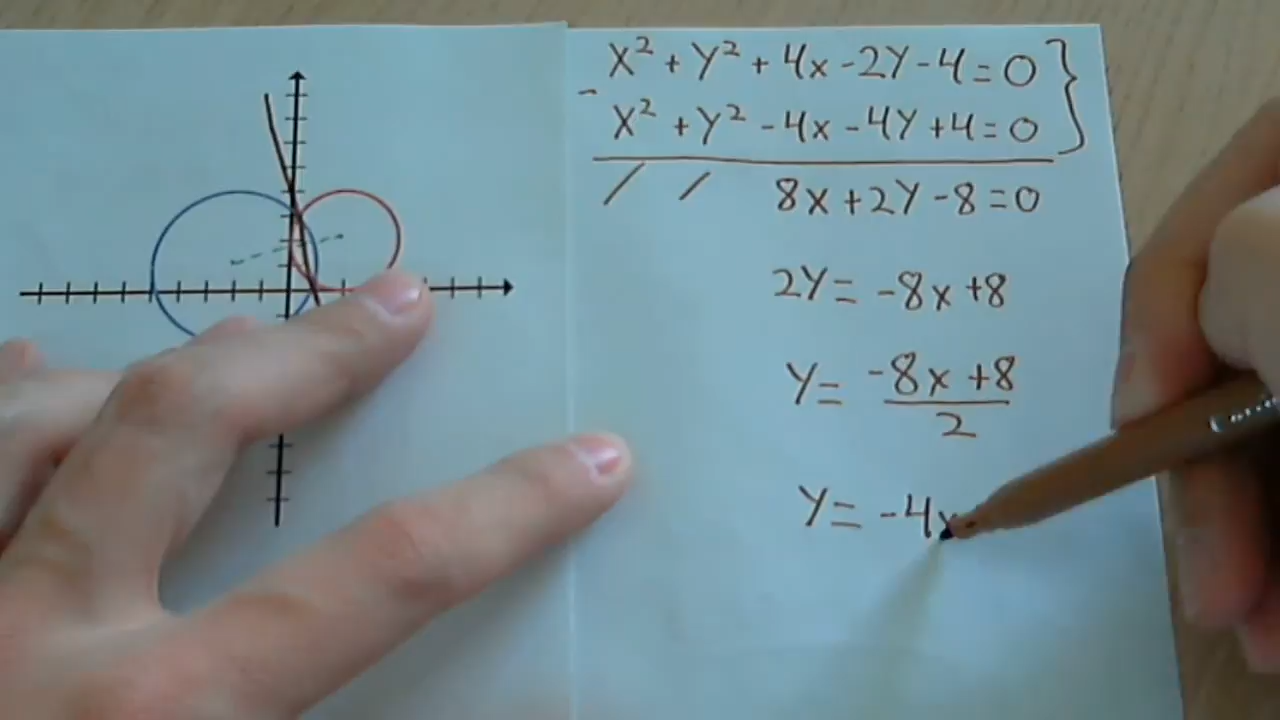 X² + Y² + 4x - 2Y - 4 = 0
- X² + Y² - 4x - 4Y + 4 = 0
/ / 8x + 2Y - 8 = 0
2Y = -8x + 8
Y = -8x + 8
2
Y = -4x